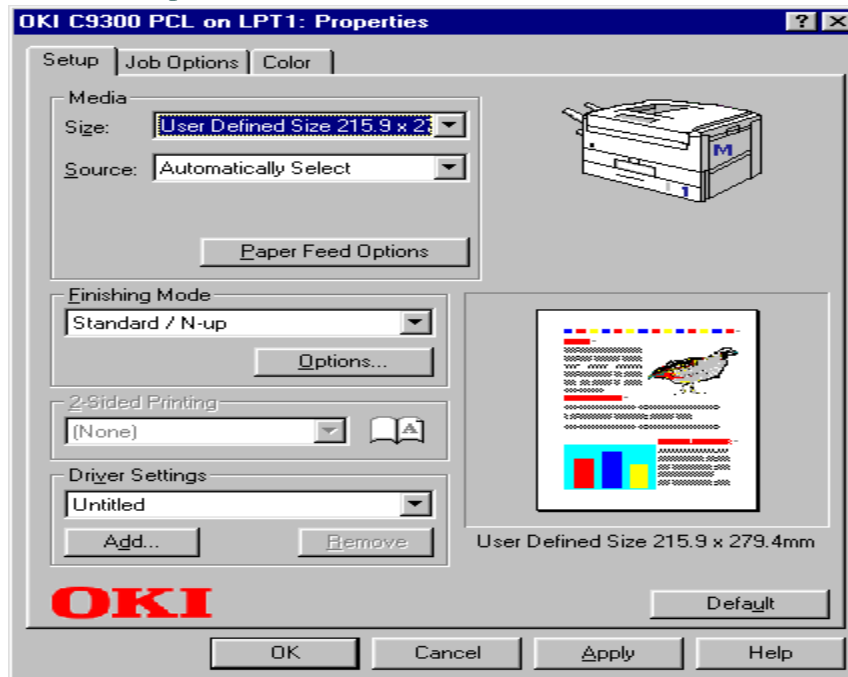 OKI C9300 PCL on LPT1: Properties
Setup
Job Options
Color
Media
Size:
User Defined Size 215.9 x 2
Source:
Automatically Select
M
1
Paper Feed Options
Finishing Mode
Standard / N-up
Options...
2-Sided Printing
(None)
A
Driver Settings
Untitled
Add...
Remove
User Defined Size 215.9 x 279.4mm
OKI
Default
OK
Cancel
Apply
Help